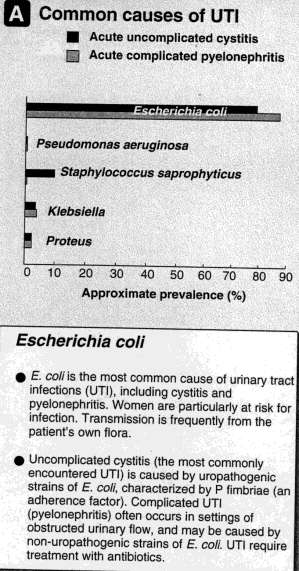 A Common causes of UTI
Acute uncomplicated cystitis
Acute complicated pyelonephritis
Escherichia coli
Pseudomonas aeruginosa
Staphylococcus saprophyticus
Klebsiella
Proteus
0 10 20 30 40 50 60 70 80 90
Approximate prevalence (%)
Escherichia coli
● E. coli is the most common cause of urinary tract
infections (UTI), including cystitis and
pyelonephritis. Women are particularly at risk for
infection. Transmission is frequently from the
patient's own flora.
● Uncomplicated cystitis (the most commonly
encountered UTI) is caused by uropathogenic
strains of E. coli, characterized by P fimbriae (an
adherence factor). Complicated UTI
(pyelonephritis) often occurs in settings of
obstructed urinary flow, and may be caused by
non-uropathogenic strains of E. coli. UTI require
treatment with antibiotics.